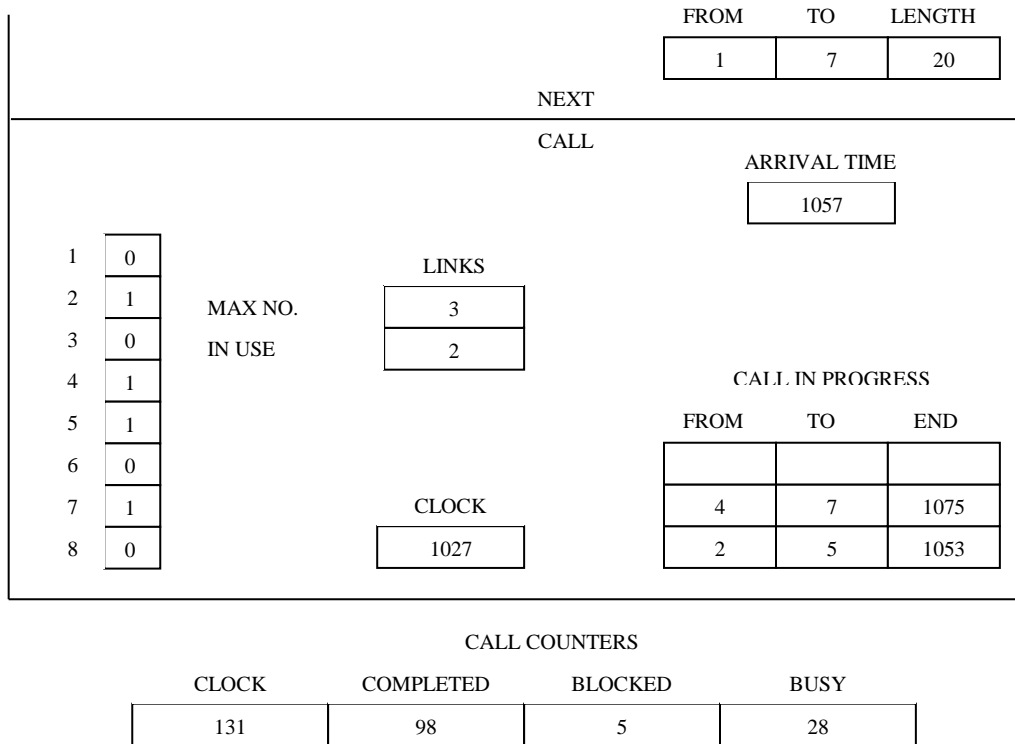 FROM TO LENGTH
1 7 20
NEXT
CALL
ARRIVAL TIME
1057
1 0
2 1
3 0
4 1
5 1
6 0
7 1
8 0
MAX NO.
IN USE
LINKS
3
2
CLOCK
1027
CALL IN PROGRESS
FROM TO END
4 7 1075
2 5 1053
CALL COUNTERS
CLOCK COMPLETED BLOCKED BUSY
131 98 5 28